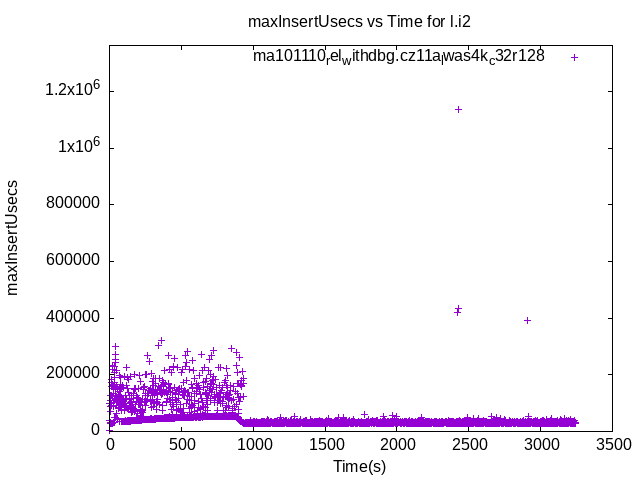 maxInsertUsecs vs Time for l.i2
ma101110_rel_withdbg.cz11a_lwas4k_c32r128
1.2x10^6
1x10^6
800000
600000
400000
200000
0
maxInsertUsecs
0 500 1000 1500 2000 2500 3000 3500
Time(s)